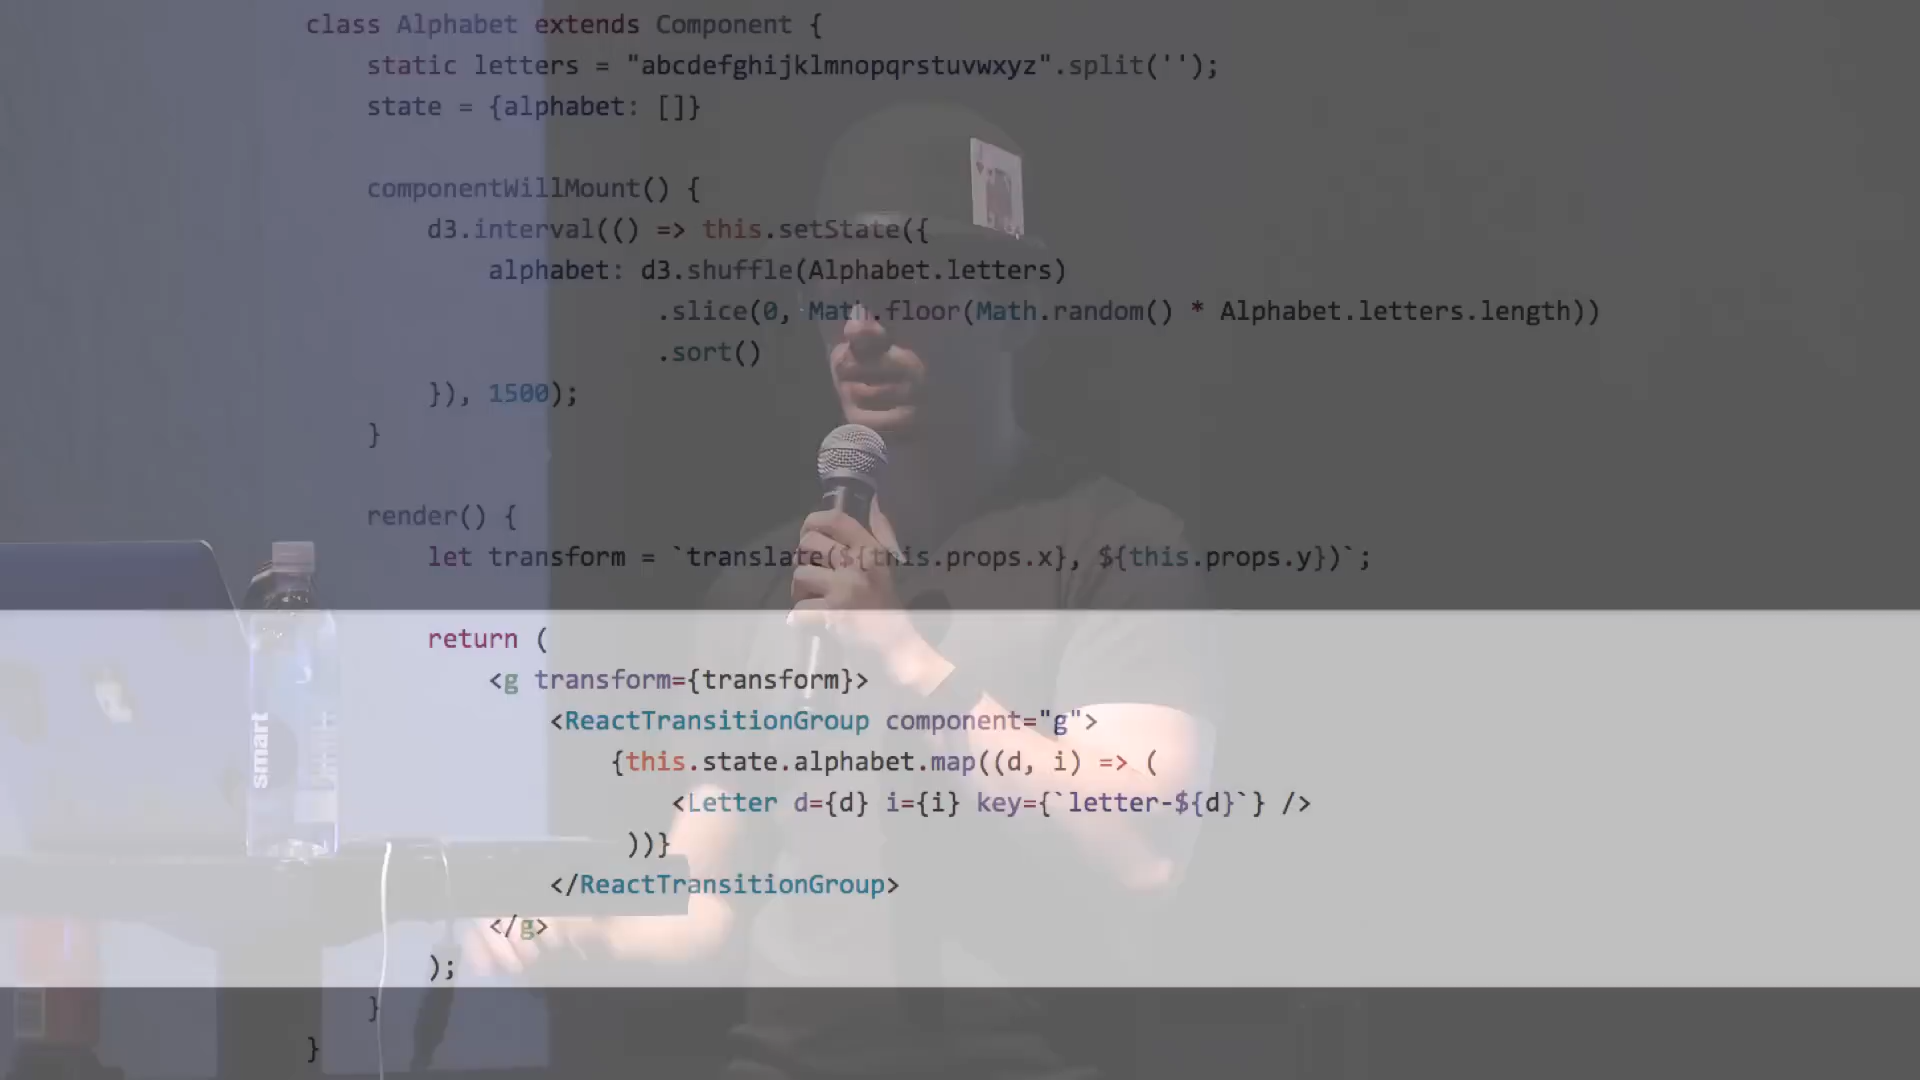 class Alphabet extends Component {
static letters = "abcdefghijklmnopqrstuvwxyz".split('');
state = {alphabet: []}
componentWillMount() {
d3.interval(() => this.setState({
alphabet: d3.shuffle(Alphabet.letters)
.slice(0, Math.floor(Math.random() * Alphabet.letters.length))
.sort()
}), 1500);
}
render() {
let transform = `translate(${this.props.x}, ${this.props.y})`;
return (
<g transform={transform}>
<ReactTransitionGroup component="g">
{this.state.alphabet.map((d, i) => (
<Letter d={d} i={i} key={`letter-${d}`} />
))}
</ReactTransitionGroup>
</g>
);
}
}
smart